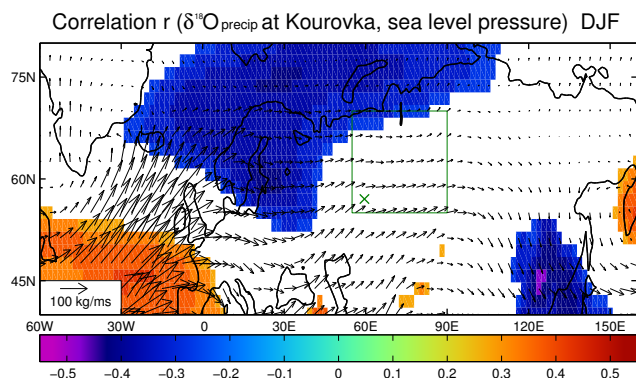 Correlation r (δ¹⁸Oprecip at Kourovka, sea level pressure) DJF
75N
60N
45N
100 kg/ms
60W 30W 0 30E 60E 90E 120E 150E
−0.5 −0.4 −0.3 −0.2 −0.1 0 0.1 0.2 0.3 0.4 0.5